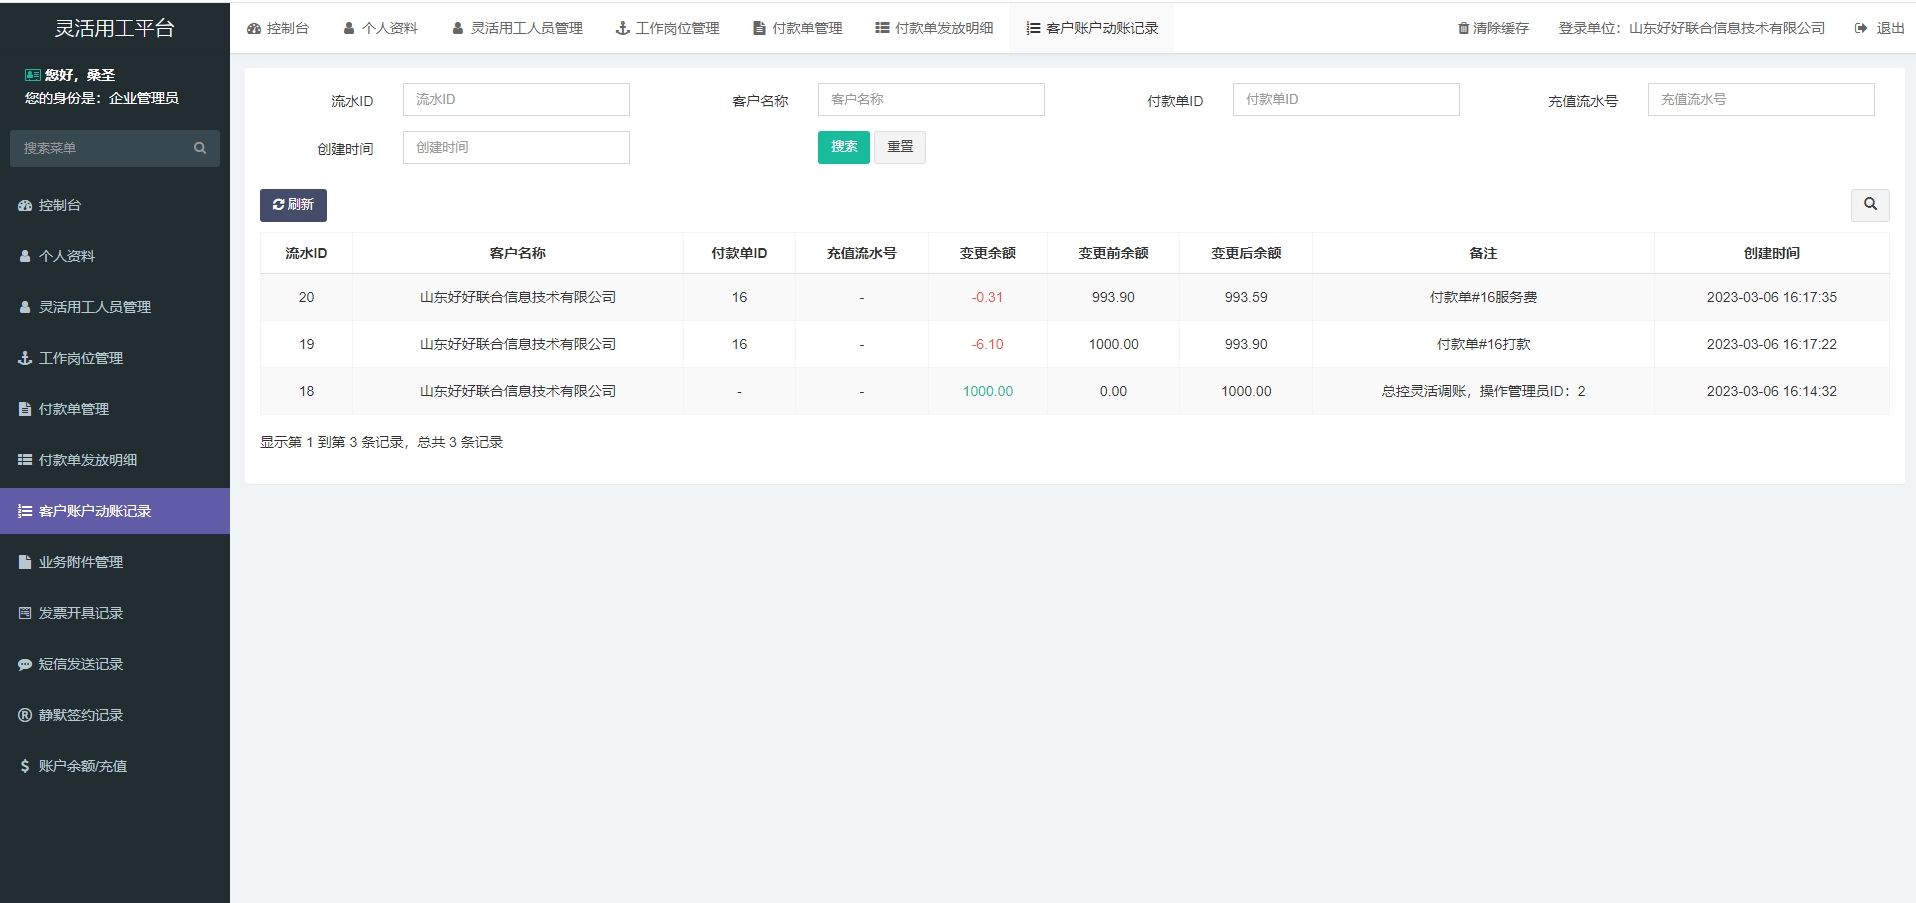 灵活用工平台
您好，桑圣
您的身份是：企业管理员
搜索菜单
控制台
个人资料
灵活用工人员管理
工作岗位管理
付款单管理
付款单发放明细
客户账户动账记录
业务附件管理
发票开具记录
短信发送记录
静默签约记录
账户余额/充值
控制台 个人资料 灵活用工人员管理 工作岗位管理 付款单管理 付款单发放明细 客户账户动账记录 清除缓存 登录单位：山东好好联合信息技术有限公司 退出
流水ID 流水ID 客户名称 客户名称 付款单ID 付款单ID 充值流水号 充值流水号
创建时间 创建时间 搜索 重置
刷新
流水ID 客户名称 付款单ID 充值流水号 变更余额 变更前余额 变更后余额 备注 创建时间
20 山东好好联合信息技术有限公司 16 - -0.31 993.90 993.59 付款单#16服务费 2023-03-06 16:17:35
19 山东好好联合信息技术有限公司 16 - -6.10 1000.00 993.90 付款单#16打款 2023-03-06 16:17:22
18 山东好好联合信息技术有限公司 - - 1000.00 0.00 1000.00 总控灵活调账，操作管理员ID：2 2023-03-06 16:14:32
显示第 1 到第 3 条记录，总共 3 条记录